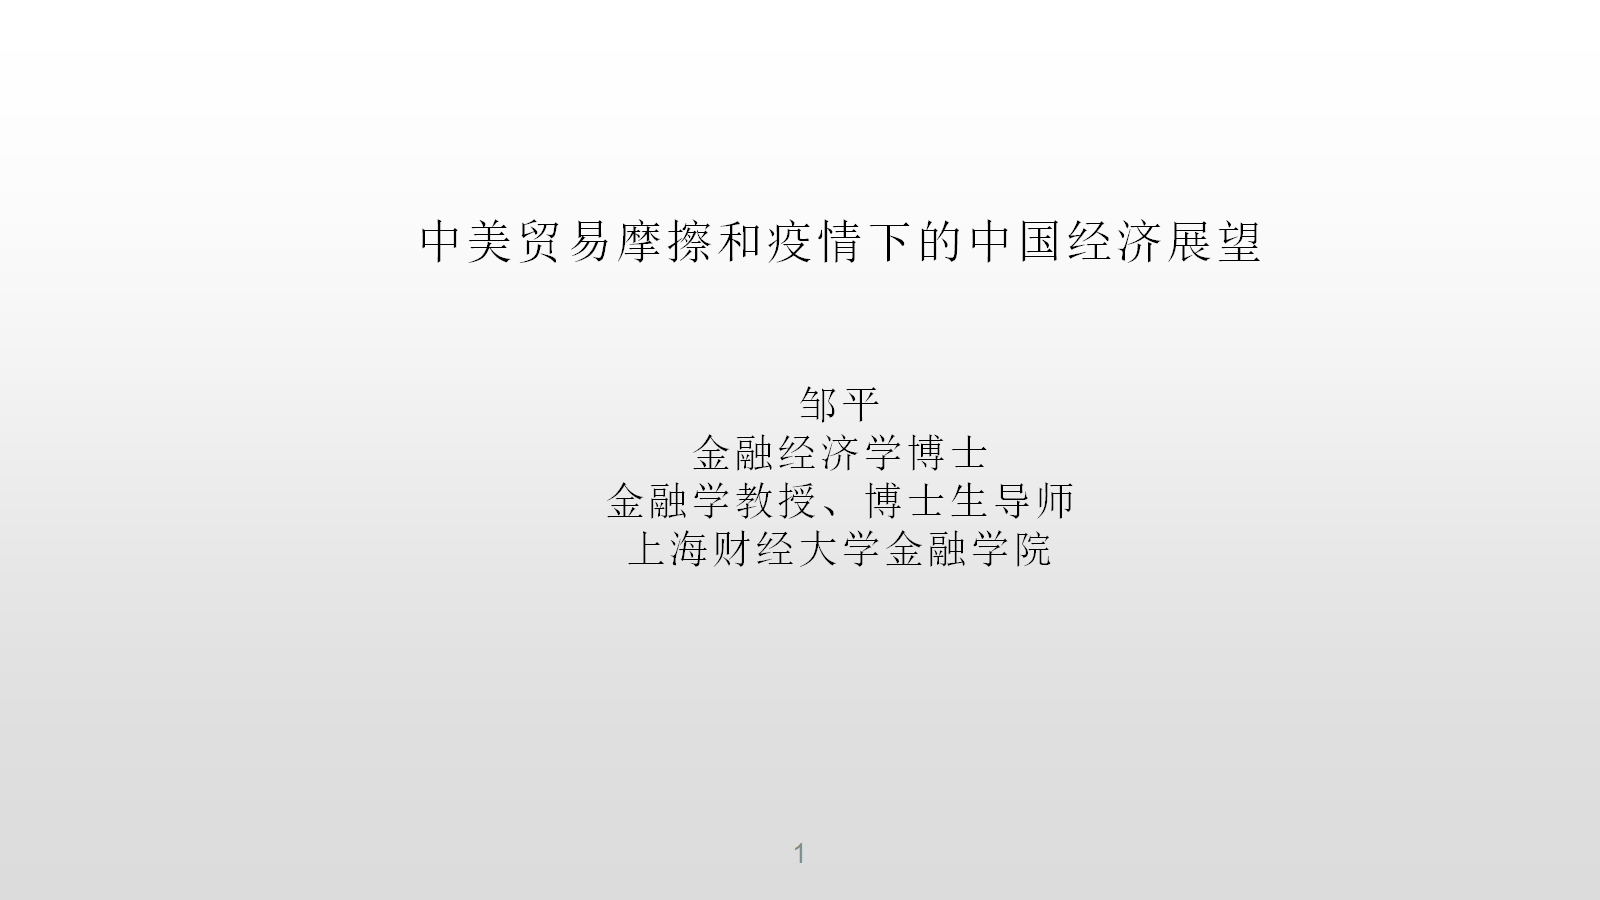 中美贸易摩擦和疫情下的中国经济展望
邹平
金融经济学博士
金融学教授、博士生导师
上海财经大学金融学院
1